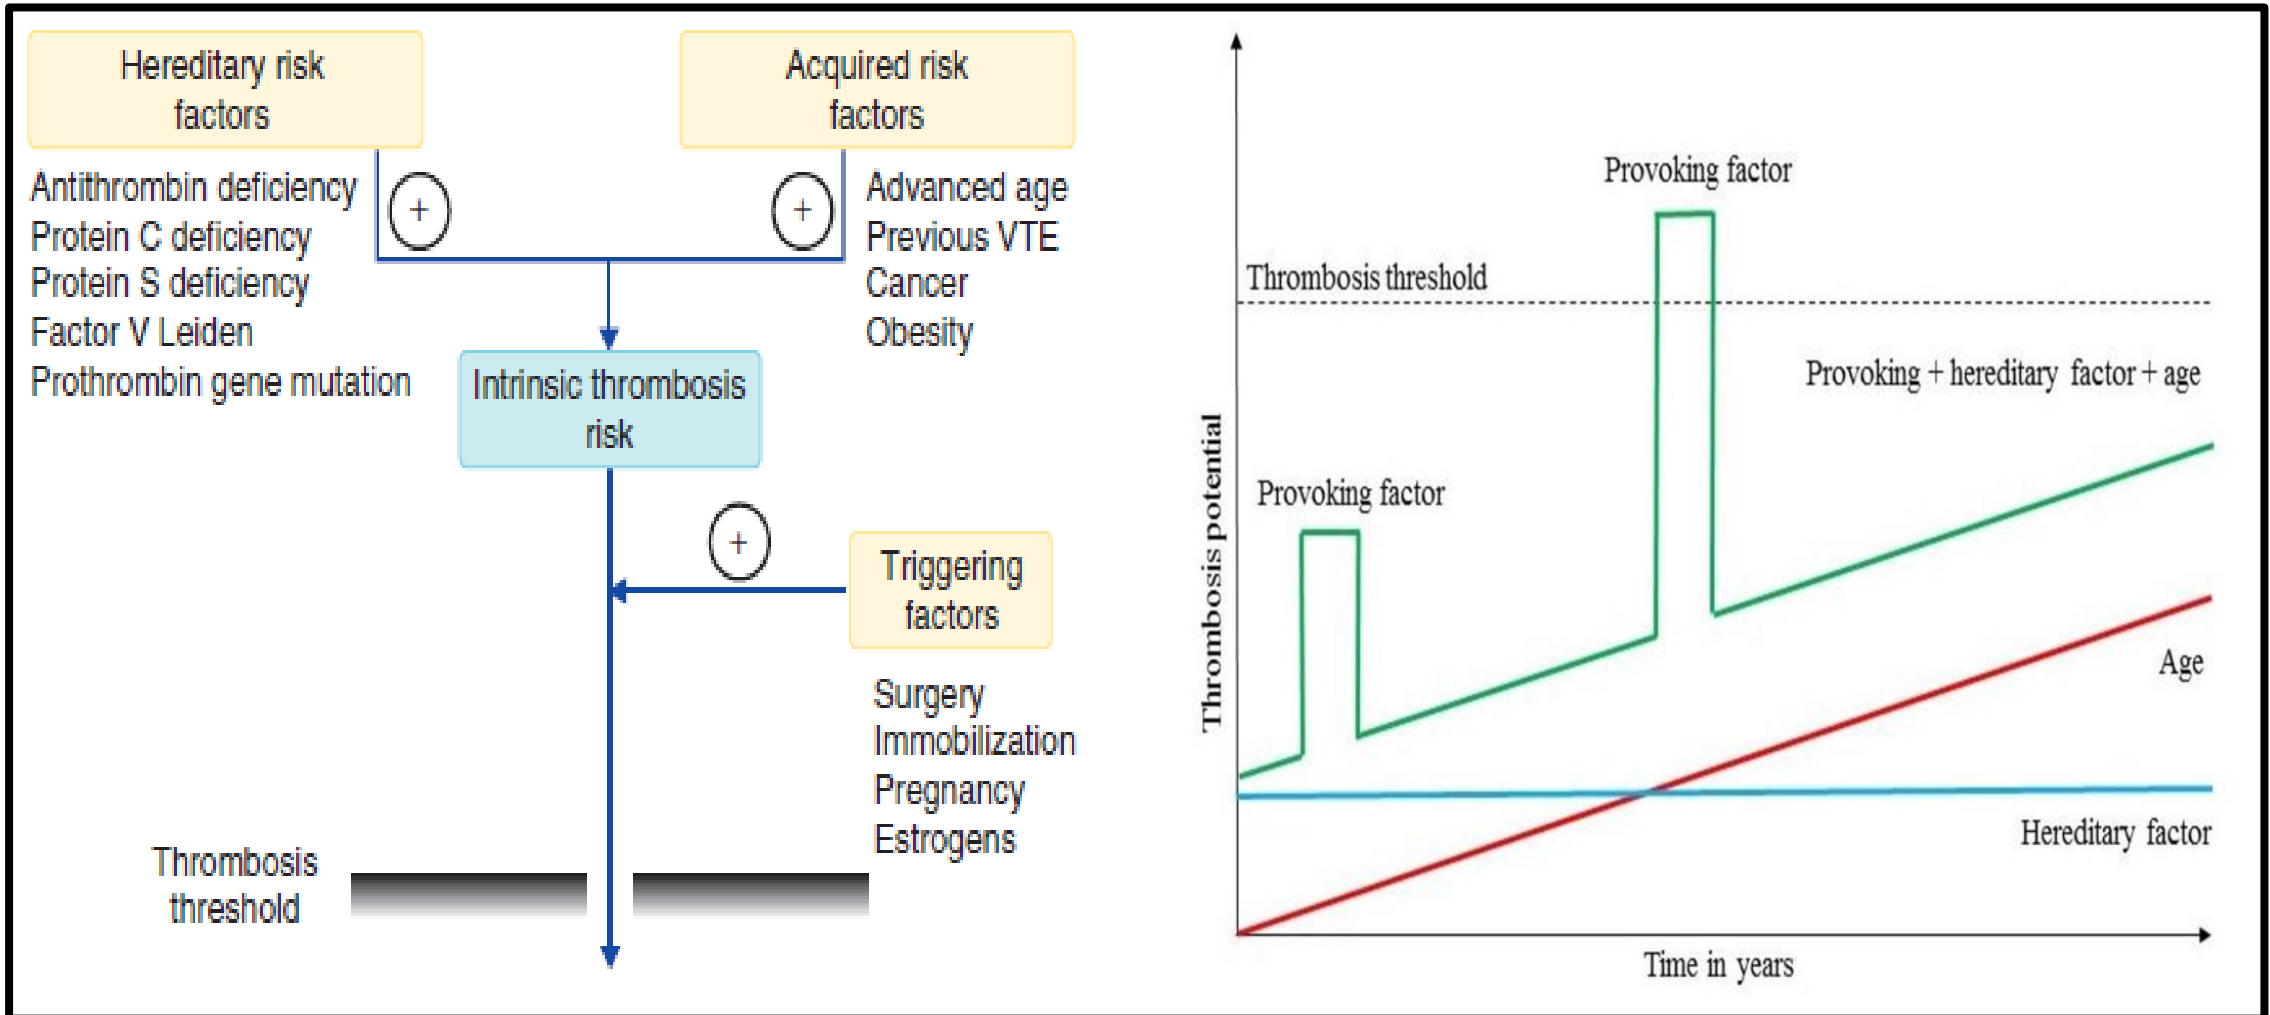 Hereditary risk
factors
Acquired risk
factors
Antithrombin deficiency
Protein C deficiency
Protein S deficiency
Factor V Leiden
Prothrombin gene mutation
+
+
Advanced age
Previous VTE
Cancer
Obesity
Intrinsic thrombosis
risk
+
Triggering
factors
Surgery
Immobilization
Pregnancy
Estrogens
Thrombosis
threshold
Provoking factor
Thrombosis threshold
Provoking + hereditary factor + age
Provoking factor
Thrombosis potential
Age
Hereditary factor
Time in years